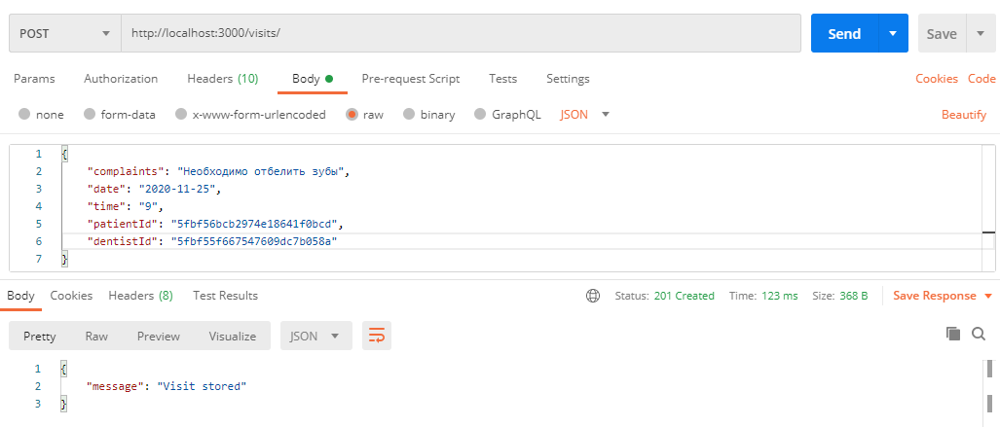 POST http://localhost:3000/visits/ Send Save
Params Authorization Headers (10) Body Pre-request Script Tests Settings Cookies Code
none form-data x-www-form-urlencoded raw binary GraphQL JSON Beautify
1 {
2 "complaints": "Необходимо отбелить зубы",
3 "date": "2020-11-25",
4 "time": "9",
5 "patientId": "5fbf56bcb2974e18641f0bcd",
6 "dentistId": "5fbf55f667547609dc7b058a"
7 }
Body Cookies Headers (8) Test Results Status: 201 Created Time: 123 ms Size: 368 B Save Response
Pretty Raw Preview Visualize JSON
1 {
2 "message": "Visit stored"
3 }